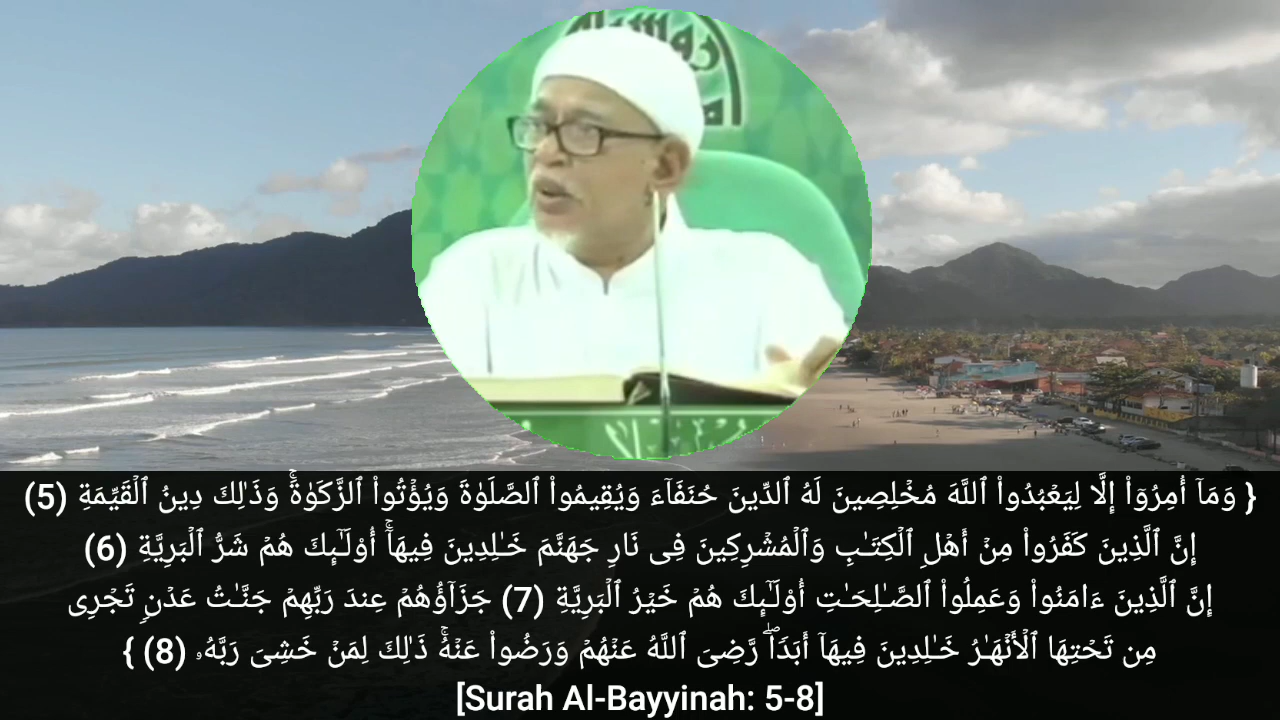 { وَمَآ أُمِرُوٓا۟ إِلَّا لِيَعْبُدُوا۟ ٱللَّهَ مُخْلِصِينَ لَهُ ٱلدِّينَ حُنَفَآءَ وَيُقِيمُوا۟ ٱلصَّلَوٰةَ وَيُؤْتُوا۟ ٱلزَّكَوٰةَۚ وَذَٰلِكَ دِينُ ٱلْقَيِّمَةِ (5)
إِنَّ ٱلَّذِينَ كَفَرُوا۟ مِنْ أَهْلِ ٱلْكِتَـٰبِ وَٱلْمُشْرِكِينَ فِى نَارِ جَهَنَّمَ خَـٰلِدِينَ فِيهَآۚ أُو۟لَـٰٓئِكَ هُمْ شَرُّ ٱلْبَرِيَّةِ (6)
إِنَّ ٱلَّذِينَ ءَامَنُوا۟ وَعَمِلُوا۟ ٱلصَّـٰلِحَـٰتِ أُو۟لَـٰٓئِكَ هُمْ خَيْرُ ٱلْبَرِيَّةِ (7) جَزَآؤُهُمْ عِندَ رَبِّهِمْ جَنَّـٰتُ عَدْنٍۢ تَجْرِى
مِن تَحْتِهَا ٱلْأَنْهَـٰرُ خَـٰلِدِينَ فِيهَآ أَبَدًاۖ رَّضِىَ ٱللَّهُ عَنْهُمْ وَرَضُوا۟ عَنْهُۚ ذَٰلِكَ لِمَنْ خَشِىَ رَبَّهُۥ (8) }
[Surah Al-Bayyinah: 5-8]